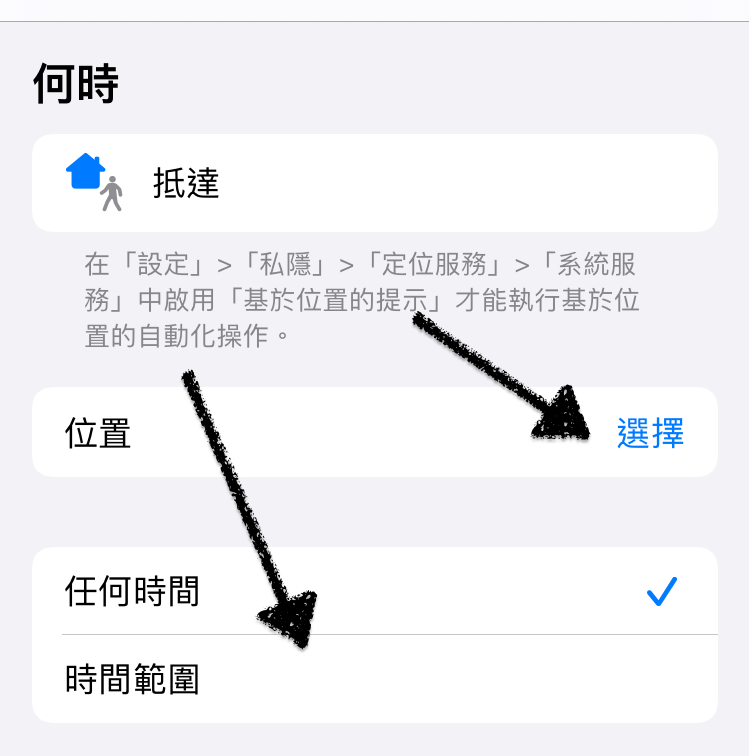 何時
抵達
在「設定」>「私隱」>「定位服務」>「系統服
務」中啟用「基於位置的提示」才能執行基於位
置的自動化操作。
位置 選擇
任何時間
時間範圍